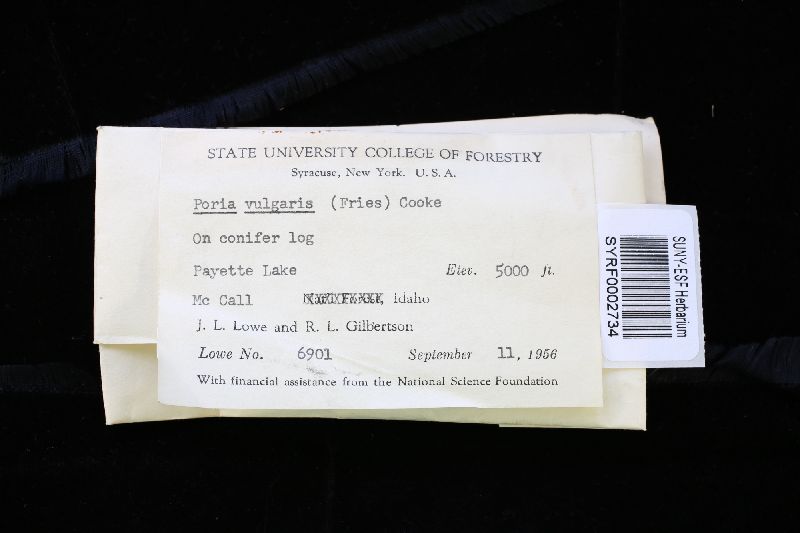 STATE UNIVERSITY COLLEGE OF FORESTRY
Syracuse, New York. U. S. A.
Poria vulgaris (Fries) Cooke
On conifer log
Payette Lake Elev. 5000 ft.
Mc Call , Idaho
J. L. Lowe and R. L. Gilbertson
Lowe No. 6901 September 11, 1956
With financial assistance from the National Science Foundation
SUNY-ESF Herbarium
SYRF0002734